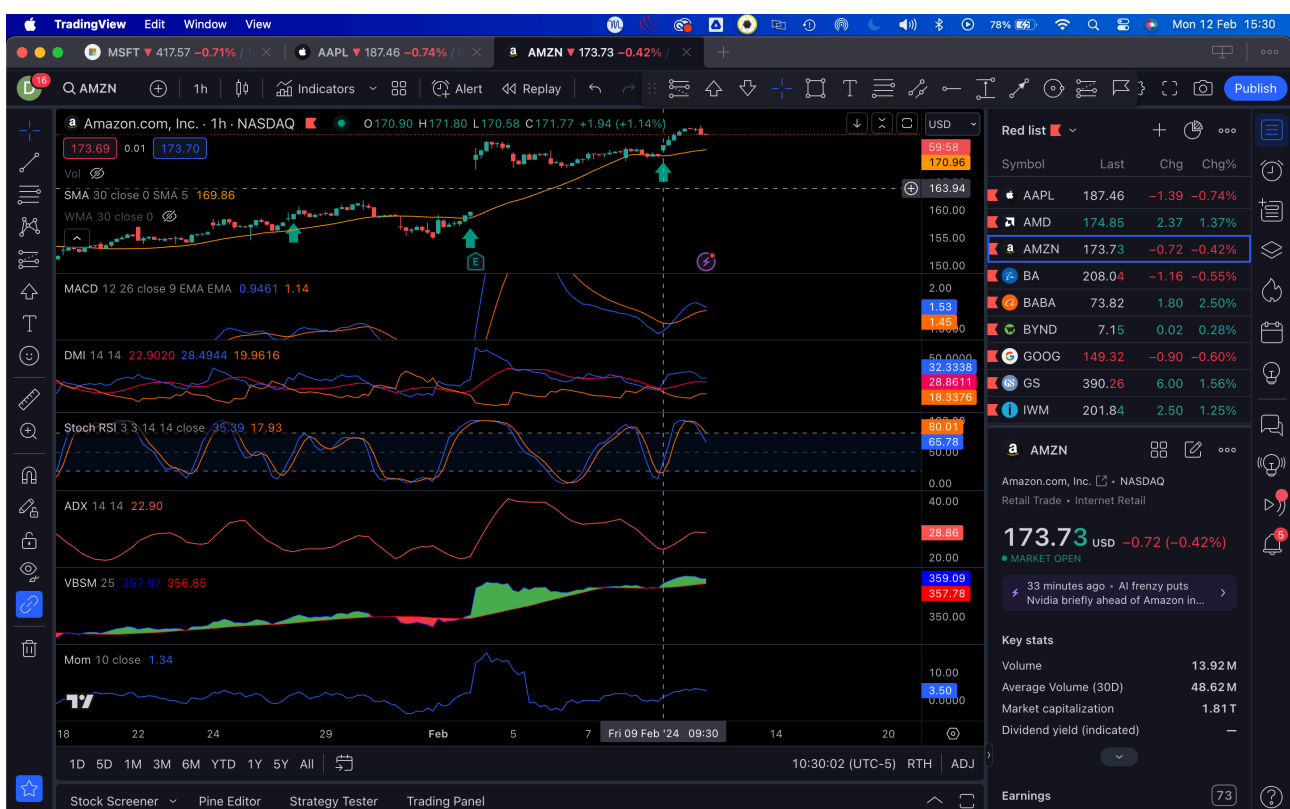 TradingView Edit Window View 78% Mon 12 Feb 15:30
MSFT ▼ 417.57 −0.71% / AAPL ▼ 187.46 −0.74% / AMZN ▼ 173.73 −0.42% /
D 16 AMZN 1h Indicators Alert Replay T Publish
Amazon.com, Inc. · 1h · NASDAQ O170.90 H171.80 L170.58 C171.77 +1.94 (+1.14%) USD
173.69 0.01 173.70
59:58
170.96
Vol
SMA 30 close 0 SMA 5 169.86
163.94
WMA 30 close 0
160.00
155.00
150.00
E
MACD 12 26 close 9 EMA EMA 0.9461 1.14
2.00
1.53
1.45
DMI 14 14 22.9020 28.4944 19.9616
50.0000
32.3338
28.8611
18.3376
Stoch RSI 3 3 14 14 close 35.39 17.93
80.01
65.78
50.00
0.00
ADX 14 14 22.90
40.00
28.86
20.00
VBSM 25 357.97 356.85
359.09
357.78
350.00
Mom 10 close 1.34
10.00
3.50
0.0000
18 22 24 29 Feb 5 7 Fri 09 Feb '24 09:30 14 20
1D 5D 1M 3M 6M YTD 1Y 5Y All 10:30:02 (UTC-5) RTH ADJ
Stock Screener Pine Editor Strategy Tester Trading Panel
Red list
Symbol Last Chg Chg%
AAPL 187.46 −1.39 −0.74%
AMD 174.85 2.37 1.37%
AMZN 173.73 −0.72 −0.42%
BA 208.04 −1.16 −0.55%
BABA 73.82 1.80 2.50%
BYND 7.15 0.02 0.28%
GOOG 149.32 −0.90 −0.60%
GS 390.26 6.00 1.56%
IWM 201.84 2.50 1.25%
AMZN
Amazon.com, Inc. • NASDAQ
Retail Trade • Internet Retail
173.73 USD −0.72 (−0.42%)
MARKET OPEN
33 minutes ago • AI frenzy puts
Nvidia briefly ahead of Amazon in...
Key stats
Volume 13.92M
Average Volume (30D) 48.62M
Market capitalization 1.81T
Dividend yield (indicated) —
Earnings 73
5